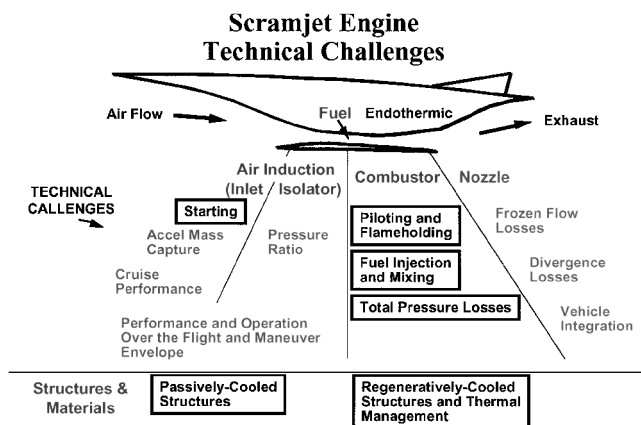 Scramjet Engine
Technical Challenges
Fuel
Endothermic
Air Flow
Exhaust
Air Induction
(Inlet Isolator)
Combustor
Nozzle
TECHNICAL
CALLENGES
Starting
Accel Mass
Capture
Cruise
Performance
Pressure
Ratio
Performance and Operation
Over the Flight and Maneuver
Envelope
Piloting and
Flameholding
Fuel Injection
and Mixing
Total Pressure Losses
Frozen Flow
Losses
Divergence
Losses
Vehicle
Integration
Structures &
Materials
Passively-Cooled
Structures
Regeneratively-Cooled
Structures and Thermal
Management